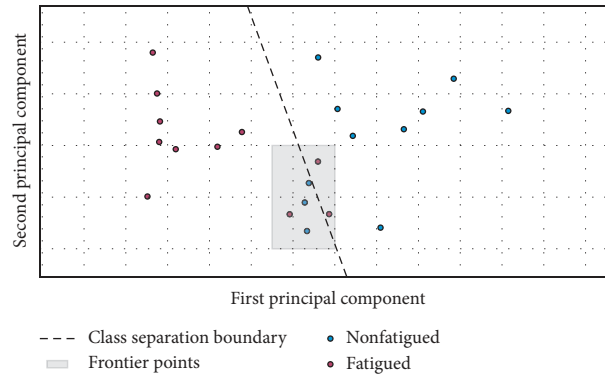 Second principal component
First principal component
Class separation boundary
Nonfatigued
Frontier points
Fatigued